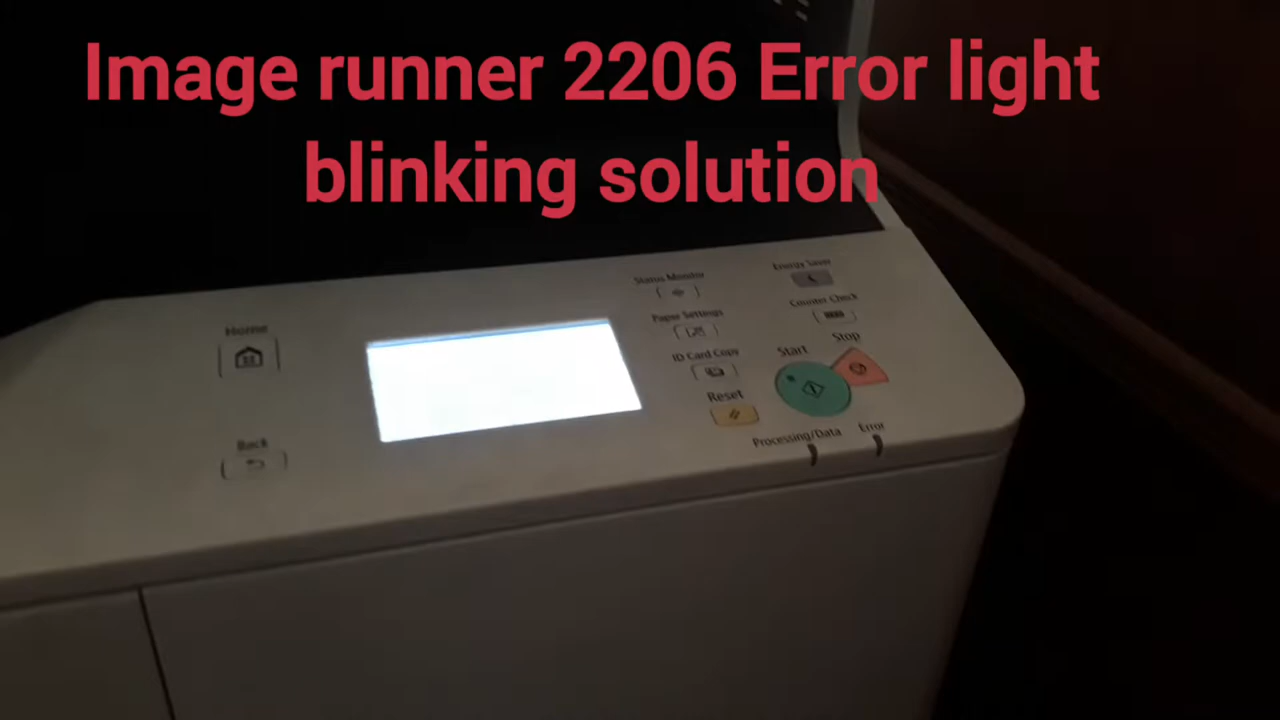 Image runner 2206 Error light
blinking solution
Status Monitor
Energy Saver
Paper Settings
Counter Check
Home
ID Card Copy
Start
Stop
Reset
Back
Processing/Data
Error